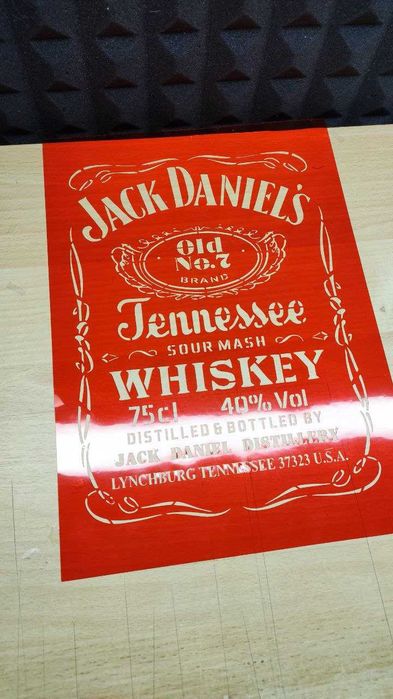 JACK DANIEL'S
Old
No.7
BRAND
Tennessee
SOUR MASH
WHISKEY
75cl 40% Vol
DISTILLED & BOTTLED BY
JACK DANIEL DISTILLERY
LYNCHBURG TENNESSEE 37323 U.S.A.